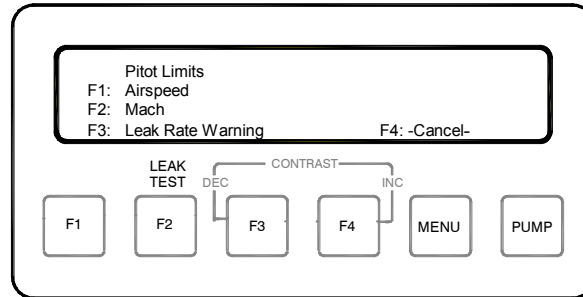 Pitot Limits
F1: Airspeed
F2: Mach
F3: Leak Rate Warning F4: -Cancel-
LEAK
TEST
CONTRAST
DEC
INC
F1 F2 F3 F4 MENU PUMP